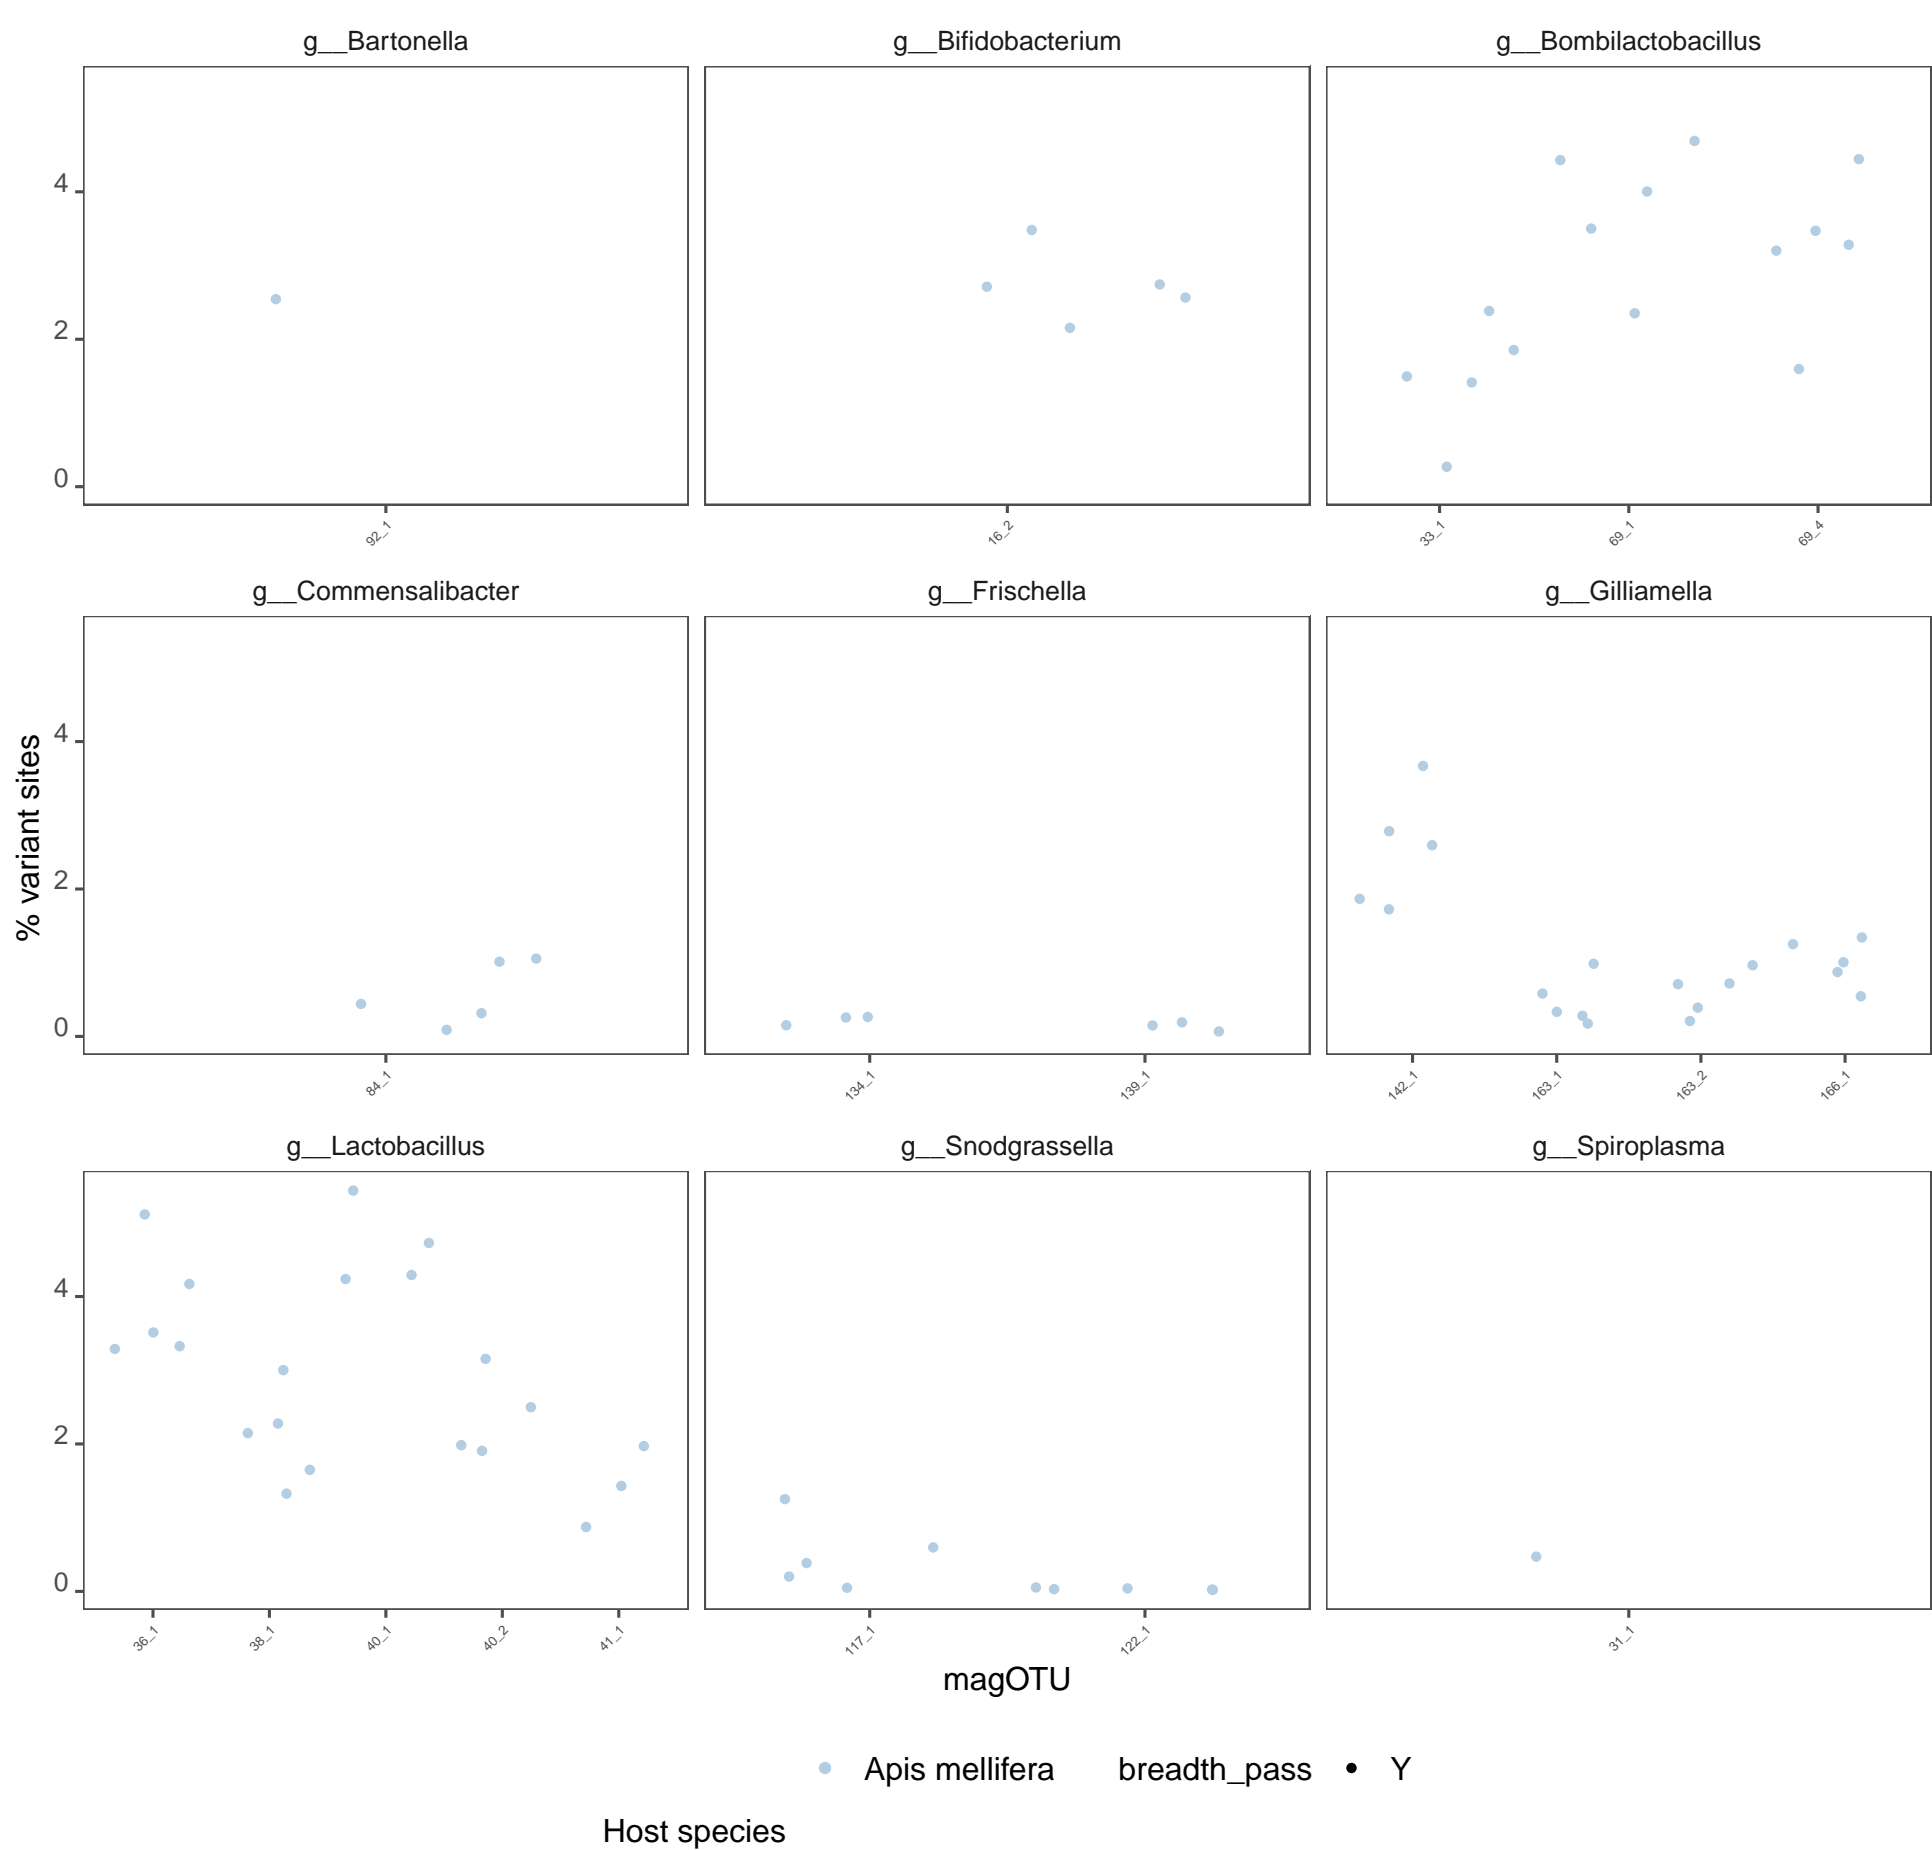 g__Bartonella
g__Bifidobacterium
g__Bombilactobacillus
4
2
0
92_1
16_2
33_1
69_1
69_4
g__Commensalibacter
g__Frischella
g__Gilliamella
% variant sites
4
2
0
84_1
134_1
139_1
142_1
163_1
163_2
166_1
g__Lactobacillus
g__Snodgrassella
g__Spiroplasma
4
2
0
36_1
38_1
40_1
40_2
41_1
117_1
122_1
31_1
magOTU
Apis mellifera breadth_pass Y
Host species